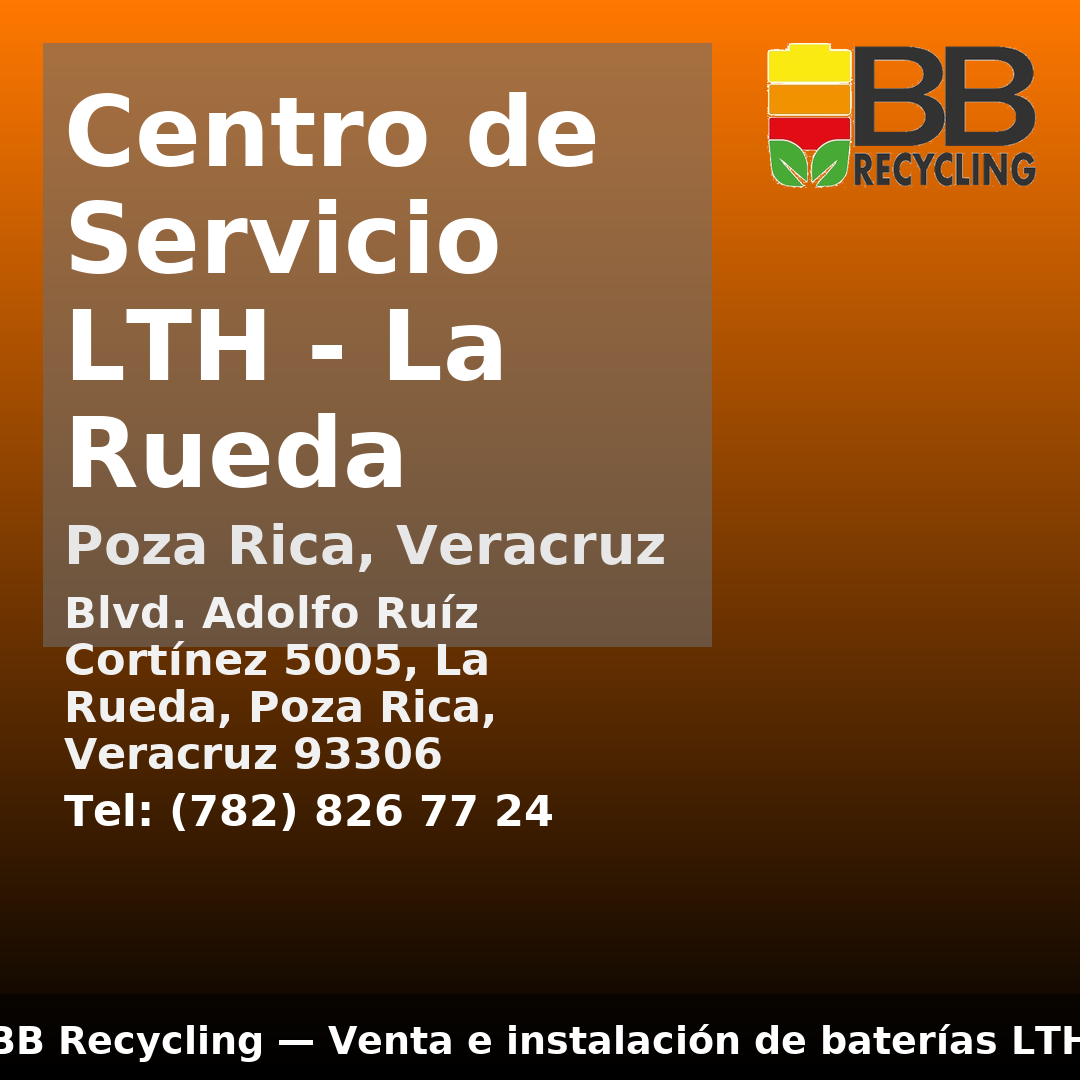 Centro de
Servicio
LTH - La
Rueda
Poza Rica, Veracruz
Blvd. Adolfo Ruíz
Cortínez 5005, La
Rueda, Poza Rica,
Veracruz 93306
Tel: (782) 826 77 24
BB
RECYCLING
BB Recycling — Venta e instalación de baterías LTH